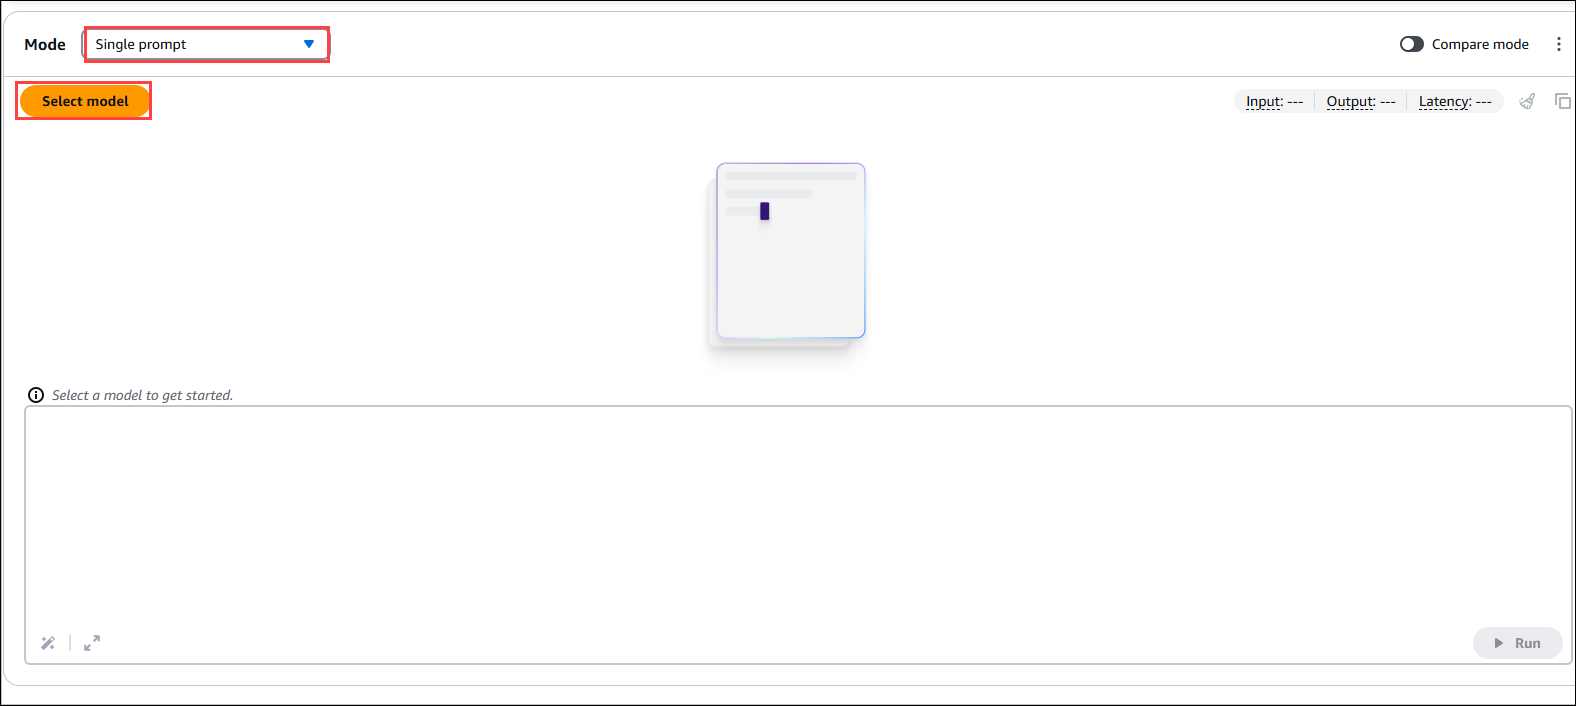 Mode Single prompt Compare mode
Select model Input: --- Output: --- Latency: ---
Select a model to get started.
Run